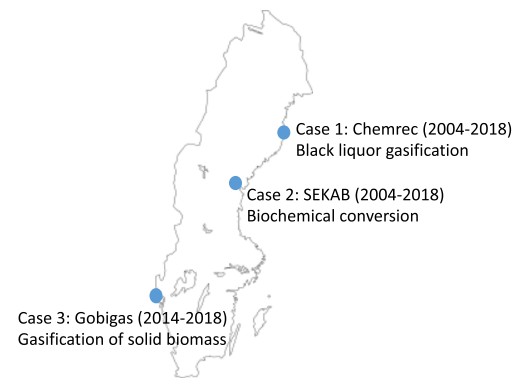 Case 1: Chemrec (2004-2018)
Black liquor gasification
Case 2: SEKAB (2004-2018)
Biochemical conversion
Case 3: Gobigas (2014-2018)
Gasification of solid biomass